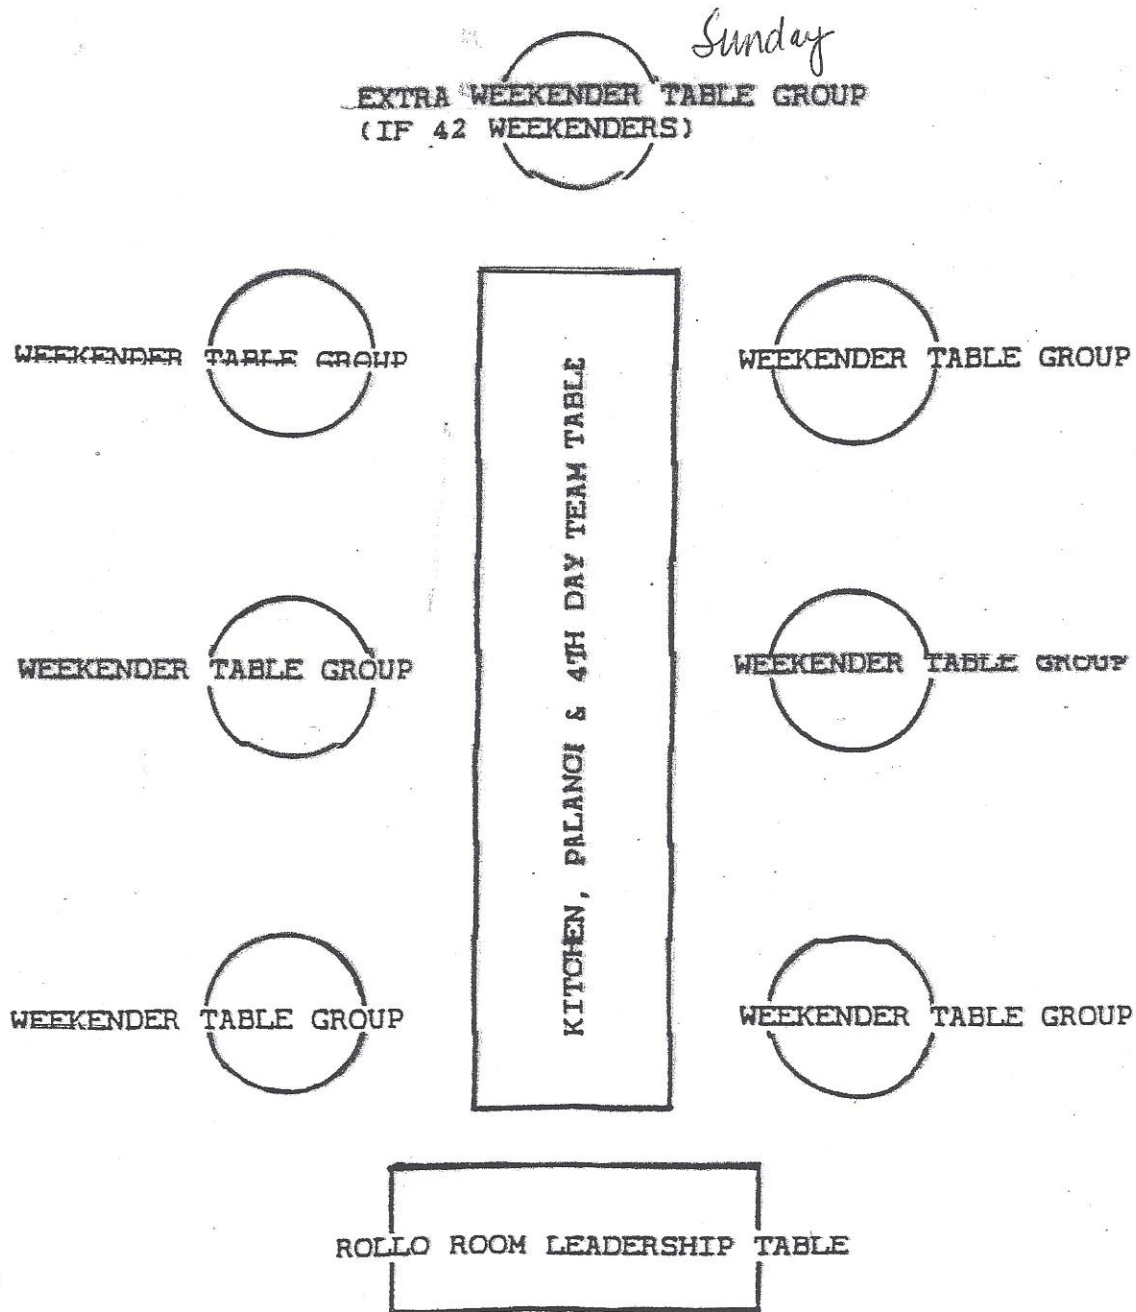 Sunday
EXTRA WEEKENDER TABLE GROUP
(IF 42 WEEKENDERS)
WEEKENDER TABLE GROUP
WEEKENDER TABLE GROUP
KITCHEN, PALANCI & 4TH DAY TEAM TABLE
WEEKENDER TABLE GROUP
WEEKENDER TABLE GROUP
WEEKENDER TABLE GROUP
WEEKENDER TABLE GROUP
ROLLO ROOM LEADERSHIP TABLE